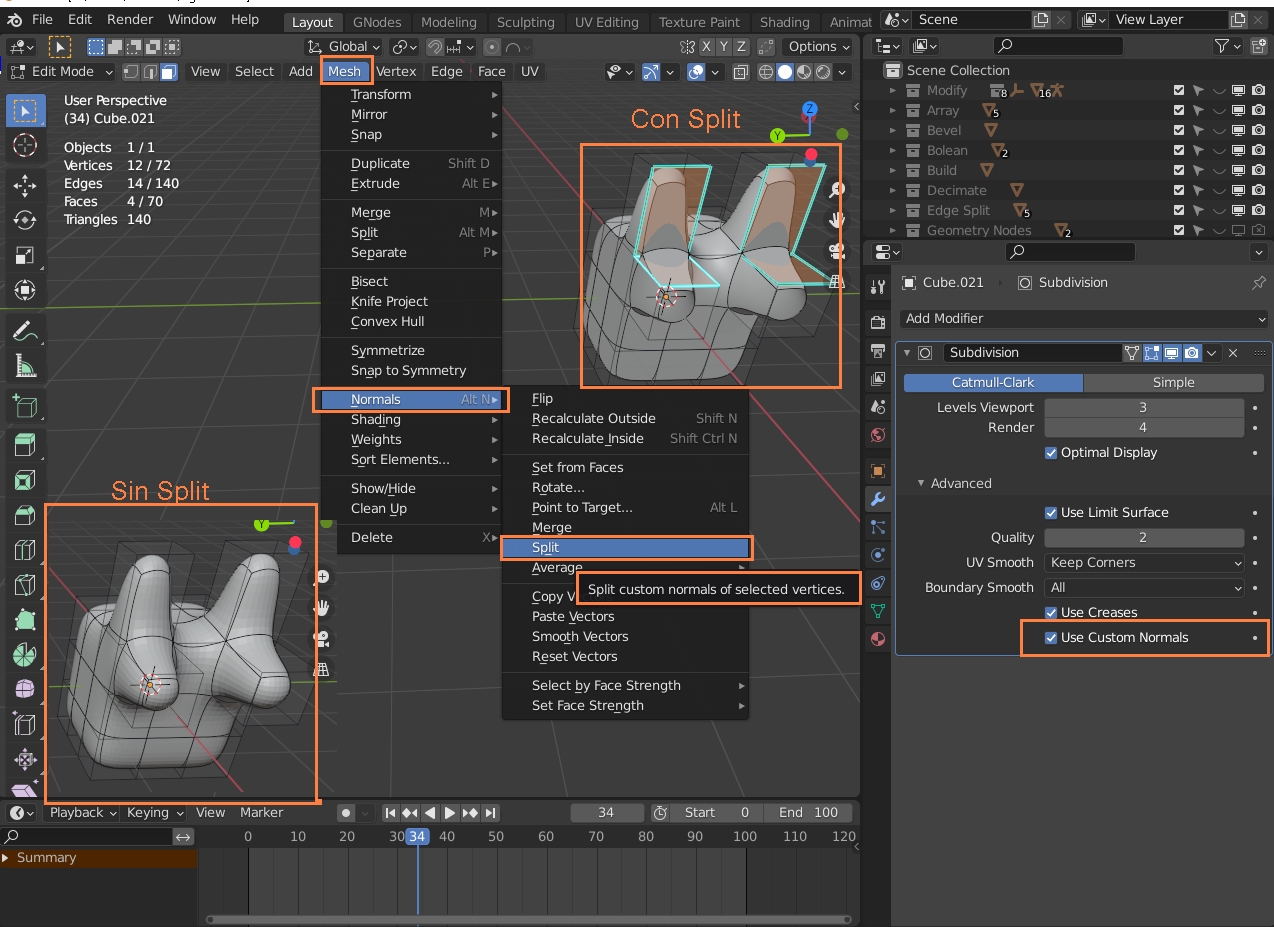 File Edit Render Window Help Layout GNodes Modeling Sculpting UV Editing Texture Paint Shading Animat Scene View Layer
Global X Y Z Options
Edit Mode View Select Add Mesh Vertex Edge Face UV
Scene Collection
Modify 8 16
Array 5
Bevel
Bolean 2
Build
Decimate
Edge Split 5
Geometry Nodes 2
User Perspective
(34) Cube.021
Objects 1 / 1
Vertices 12 / 72
Edges 14 / 140
Faces 4 / 70
Triangles 140
Transform
Mirror
Snap
Duplicate Shift D
Extrude Alt E
Merge M
Split Alt M
Separate P
Bisect
Knife Project
Convex Hull
Symmetrize
Snap to Symmetry
Normals Alt N
Shading
Weights
Sort Elements...
Show/Hide
Clean Up
Delete X
Con Split
Z
Y
Flip
Recalculate Outside Shift N
Recalculate Inside Shift Ctrl N
Set from Faces
Rotate...
Point to Target... Alt L
Merge
Split
Average
Split custom normals of selected vertices.
Copy V
Paste Vectors
Smooth Vectors
Reset Vectors
Select by Face Strength
Set Face Strength
Sin Split
Y
Cube.021 Subdivision
Add Modifier
Subdivision
Catmull-Clark Simple
Levels Viewport 3
Render 4
Optimal Display
Advanced
Use Limit Surface
Quality 2
UV Smooth Keep Corners
Boundary Smooth All
Use Creases
Use Custom Normals
Playback Keying View Marker 34 Start 0 End 100
0 10 20 30 34 40 50 60 70 80 90 100 110 120
Summary